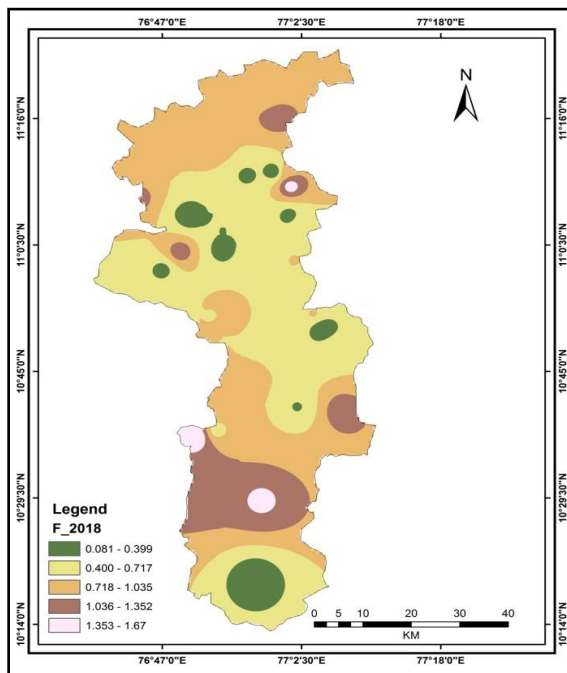 76°47'0"E 77°2'30"E 77°18'0"E
N
11°16'0"N 11°16'0"N
11°0'30"N 11°0'30"N
10°45'0"N 10°45'0"N
10°29'30"N 10°29'30"N
10°14'0"N 10°14'0"N
Legend
F_2018
0.081 - 0.399
0.400 - 0.717
0.718 - 1.035
1.036 - 1.352
1.353 - 1.67
0 5 10 20 30 40
KM
76°47'0"E 77°2'30"E 77°18'0"E